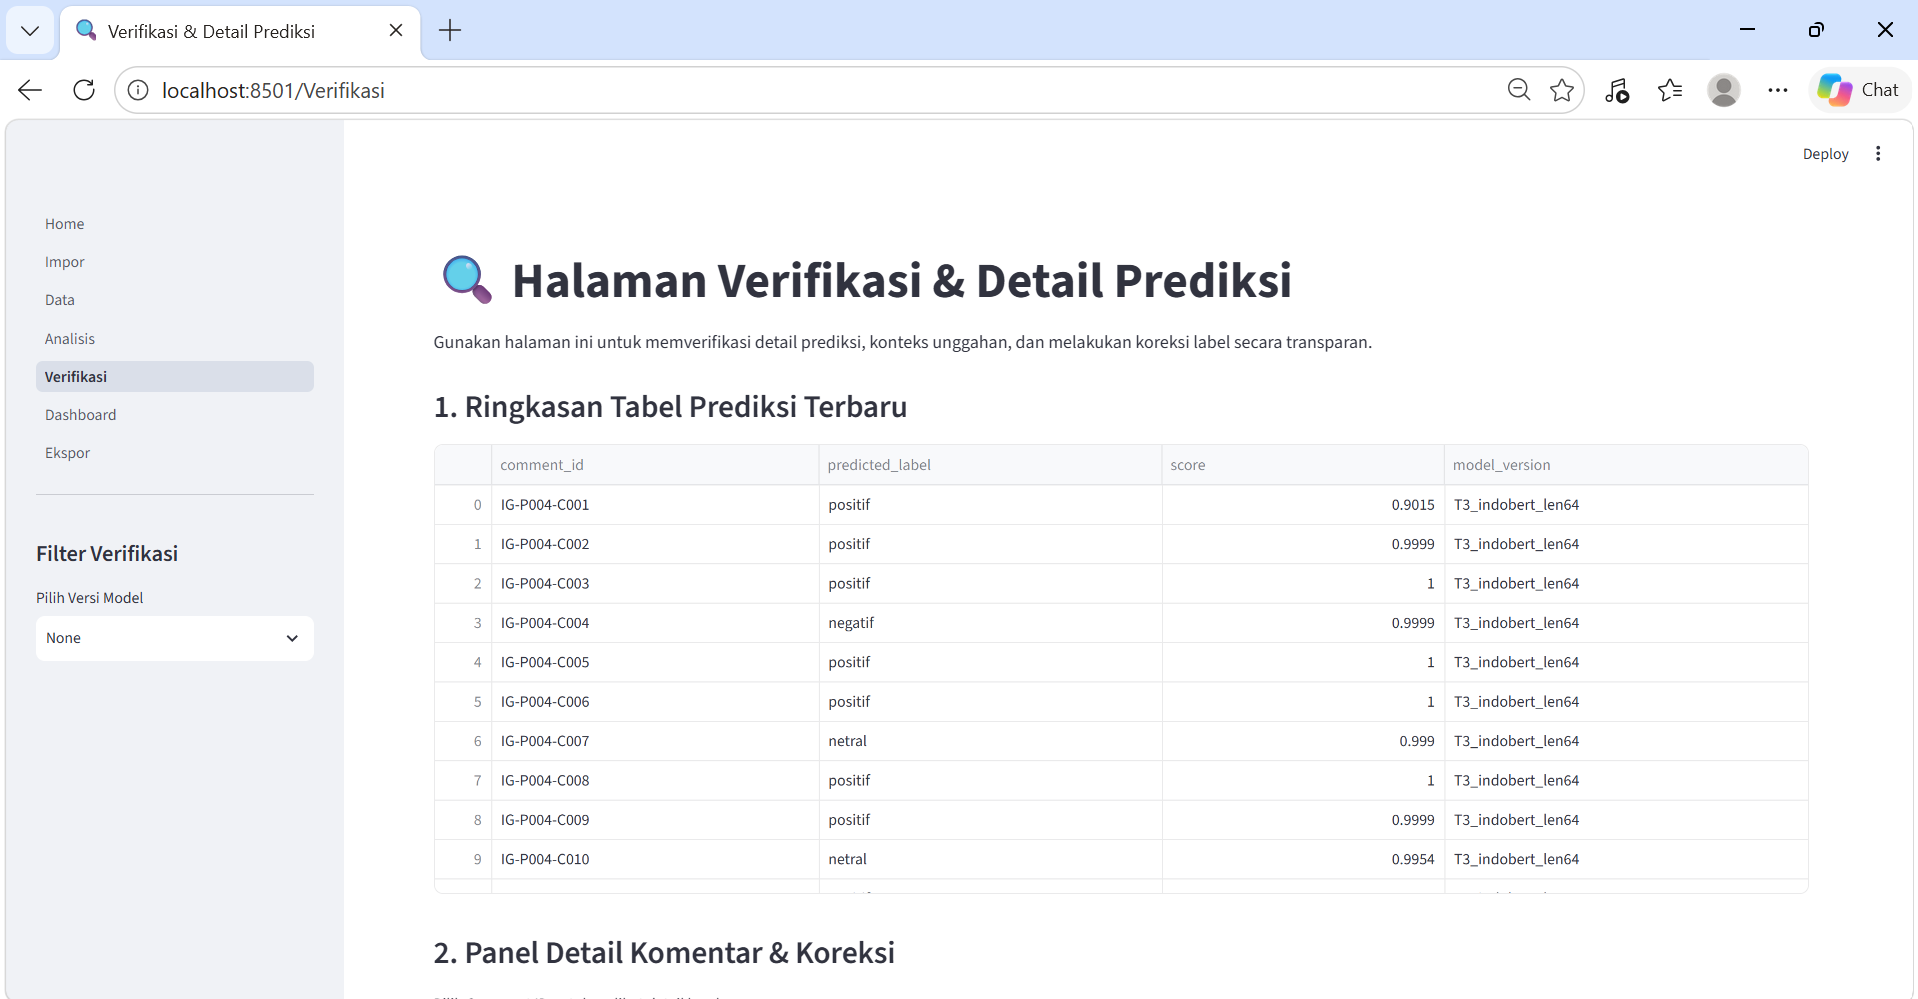 Verifikasi & Detail Prediksi
localhost:8501/Verifikasi
Chat
Deploy
Home
Impor
Data
Analisis
Verifikasi
Dashboard
Ekspor
Filter Verifikasi
Pilih Versi Model
None
Halaman Verifikasi & Detail Prediksi
Gunakan halaman ini untuk memverifikasi detail prediksi, konteks unggahan, dan melakukan koreksi label secara transparan.
1. Ringkasan Tabel Prediksi Terbaru
comment_id predicted_label score model_version
0 IG-P004-C001 positif 0.9015 T3_indobert_len64
1 IG-P004-C002 positif 0.9999 T3_indobert_len64
2 IG-P004-C003 positif 1 T3_indobert_len64
3 IG-P004-C004 negatif 0.9999 T3_indobert_len64
4 IG-P004-C005 positif 1 T3_indobert_len64
5 IG-P004-C006 positif 1 T3_indobert_len64
6 IG-P004-C007 netral 0.999 T3_indobert_len64
7 IG-P004-C008 positif 1 T3_indobert_len64
8 IG-P004-C009 positif 0.9999 T3_indobert_len64
9 IG-P004-C010 netral 0.9954 T3_indobert_len64
2. Panel Detail Komentar & Koreksi